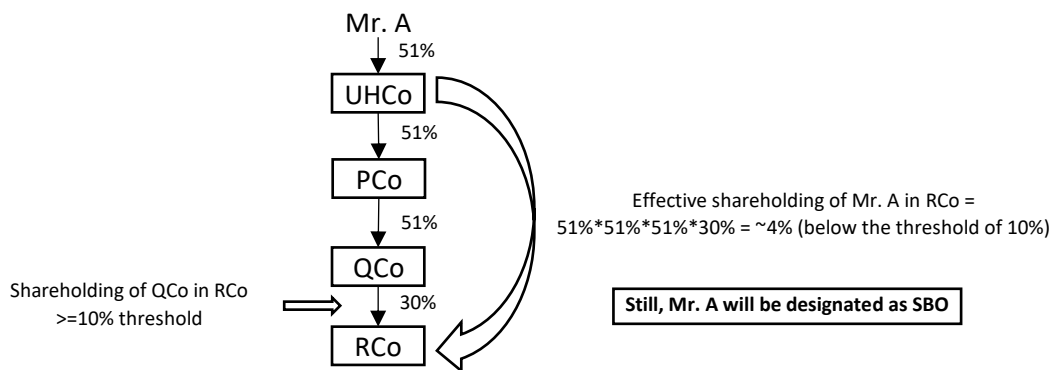 Mr. A
51%
UHCo
51%
PCo
51%
QCo
30%
RCo
Shareholding of QCo in RCo
>=10% threshold
Effective shareholding of Mr. A in RCo =
51%*51%*51%*30% = ~4% (below the threshold of 10%)
Still, Mr. A will be designated as SBO